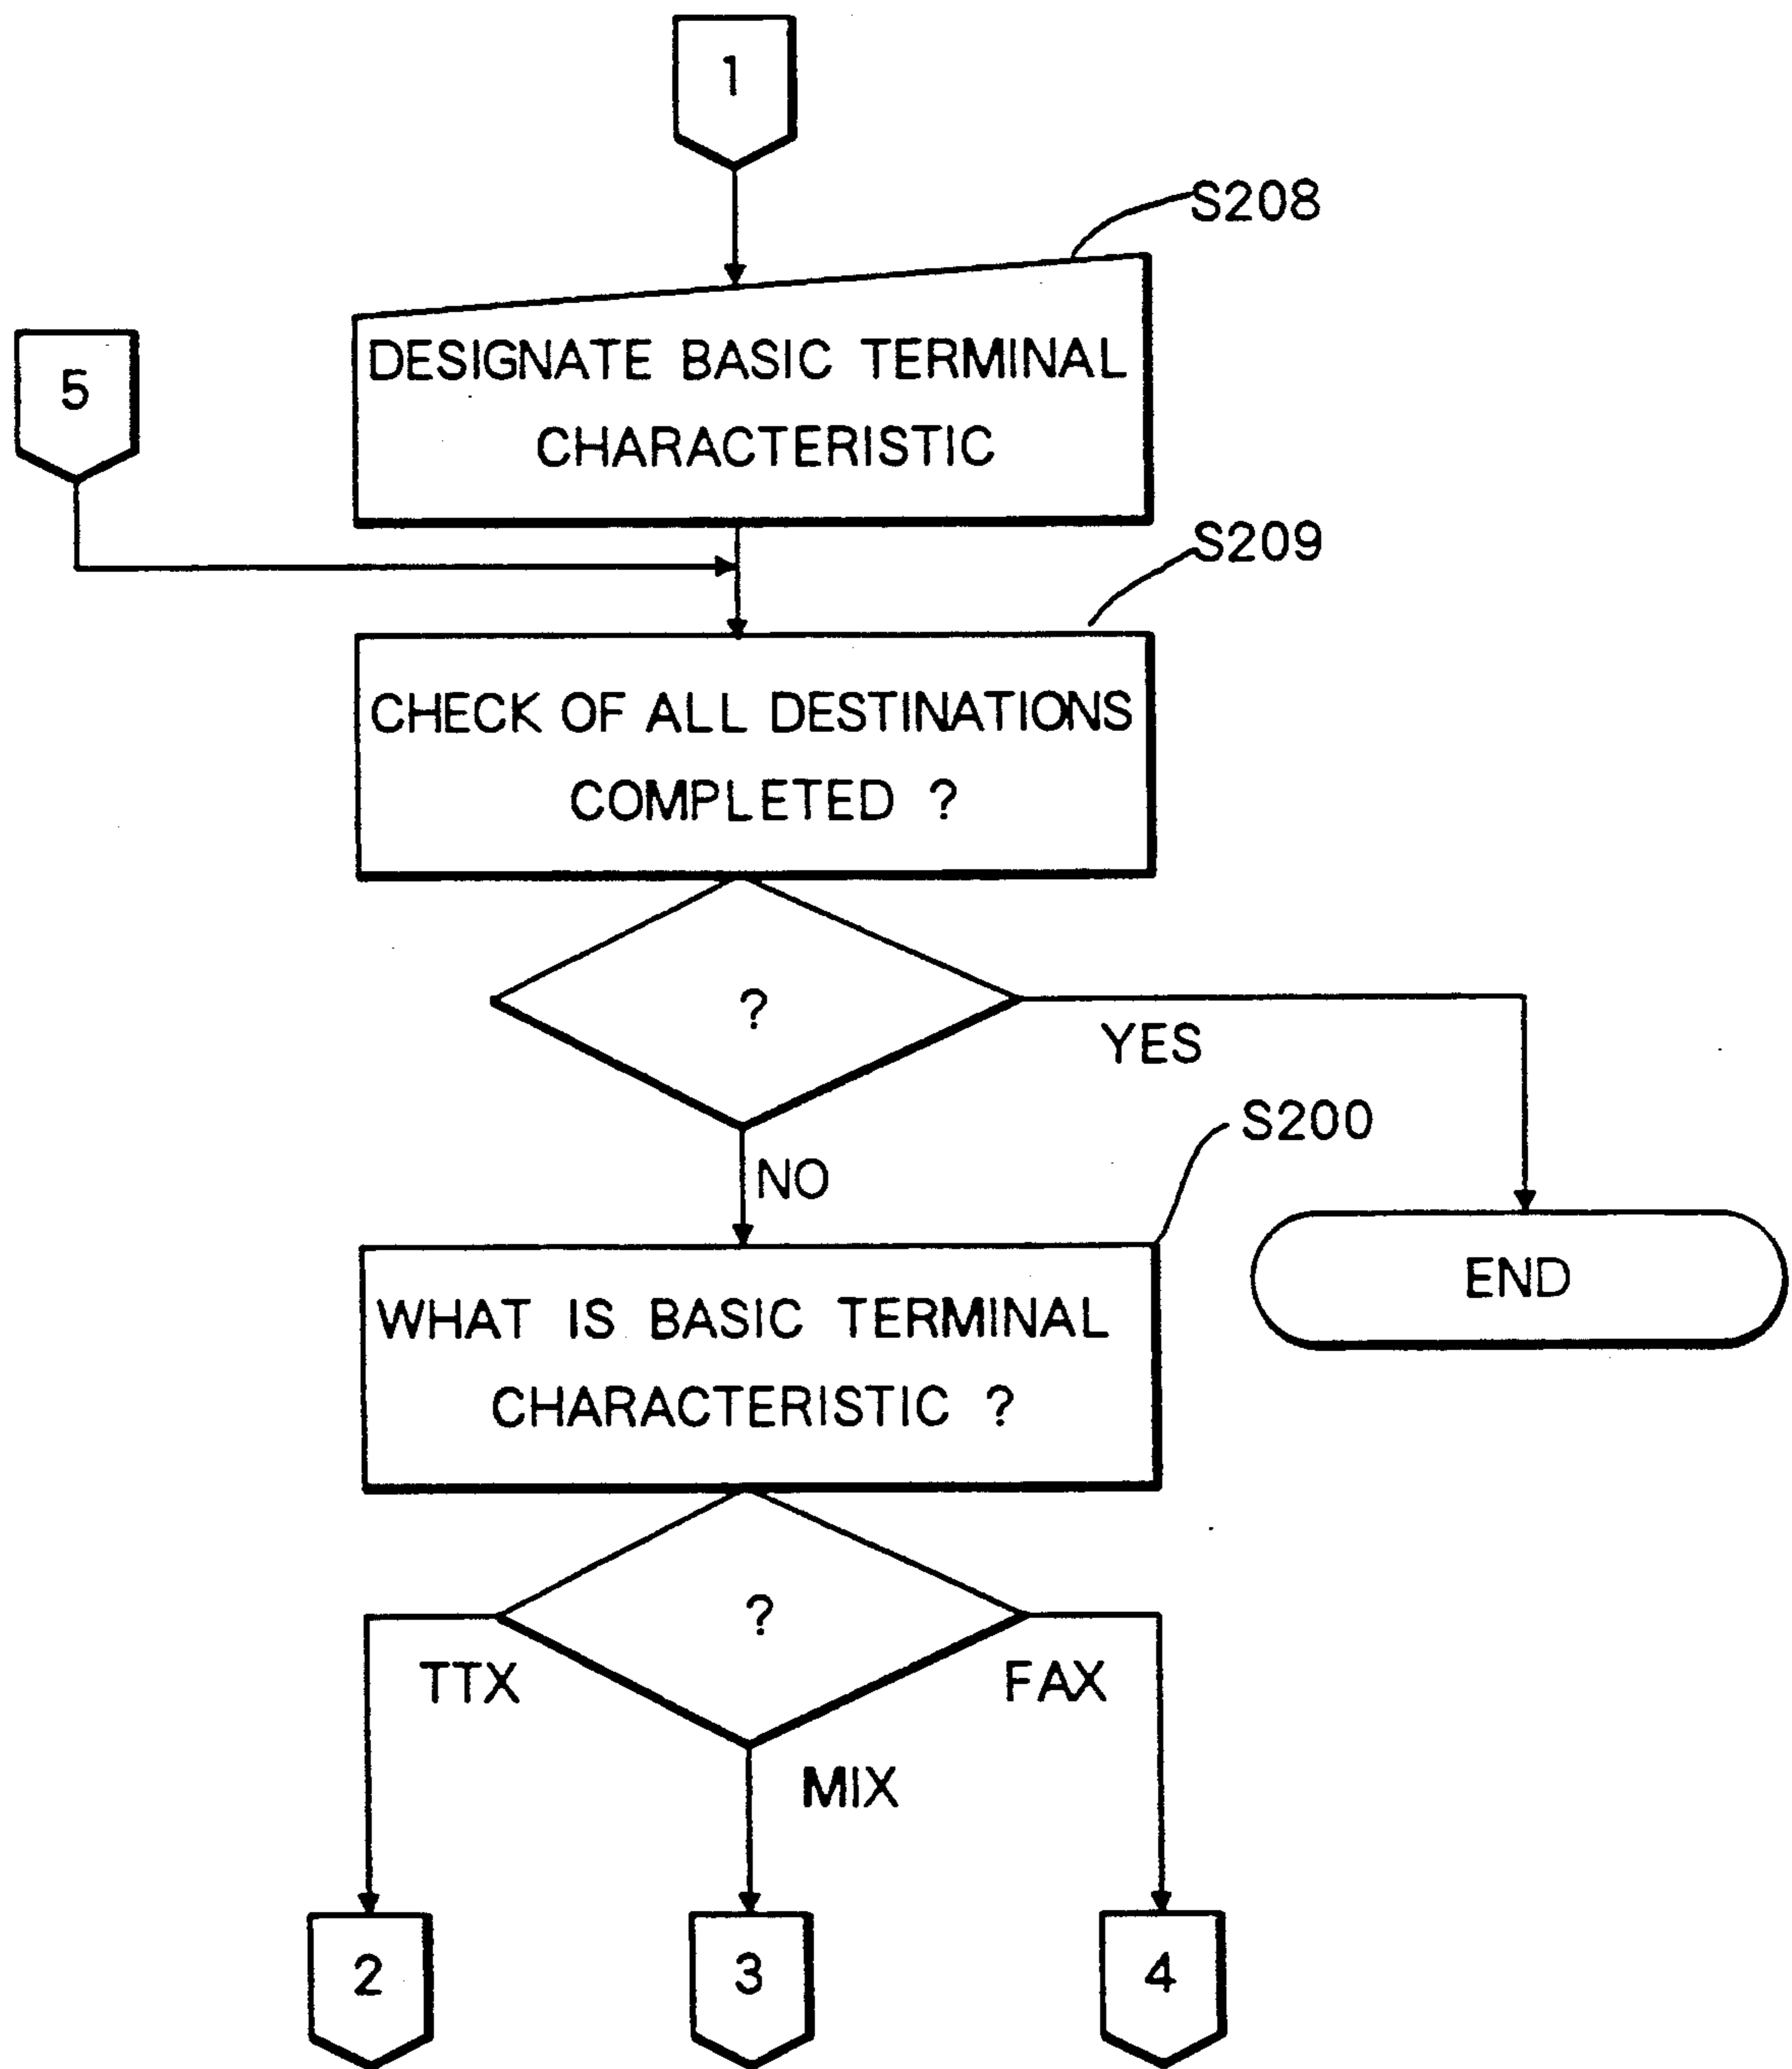 1
S208
DESIGNATE BASIC TERMINAL
CHARACTERISTIC
5
S209
CHECK OF ALL DESTINATIONS
COMPLETED ?
?
YES
NO
S200
WHAT IS BASIC TERMINAL
CHARACTERISTIC ?
END
?
TTX
FAX
MIX
2
3
4